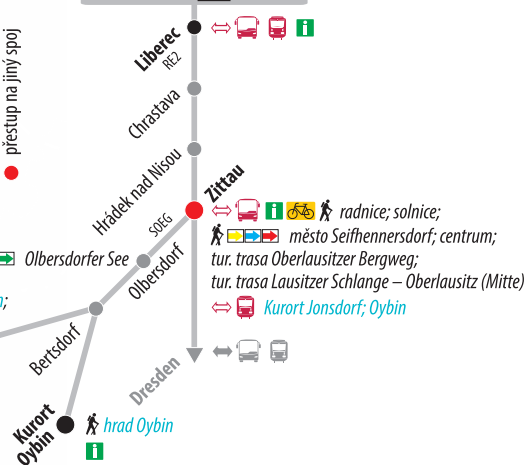 přestup na jiný spoj
Liberec
RE2
Chrastava
Hrádek nad Nisou
Zittau
radnice; solnice;
město Seifhennersdorf; centrum;
tur. trasa Oberlausitzer Bergweg;
tur. trasa Lausitzer Schlange – Oberlausitz (Mitte)
Kurort Jonsdorf; Oybin
SOEG
Olbersdorfer See
Olbersdorf
Bertsdorf
Dresden
Kurort
Oybin
hrad Oybin